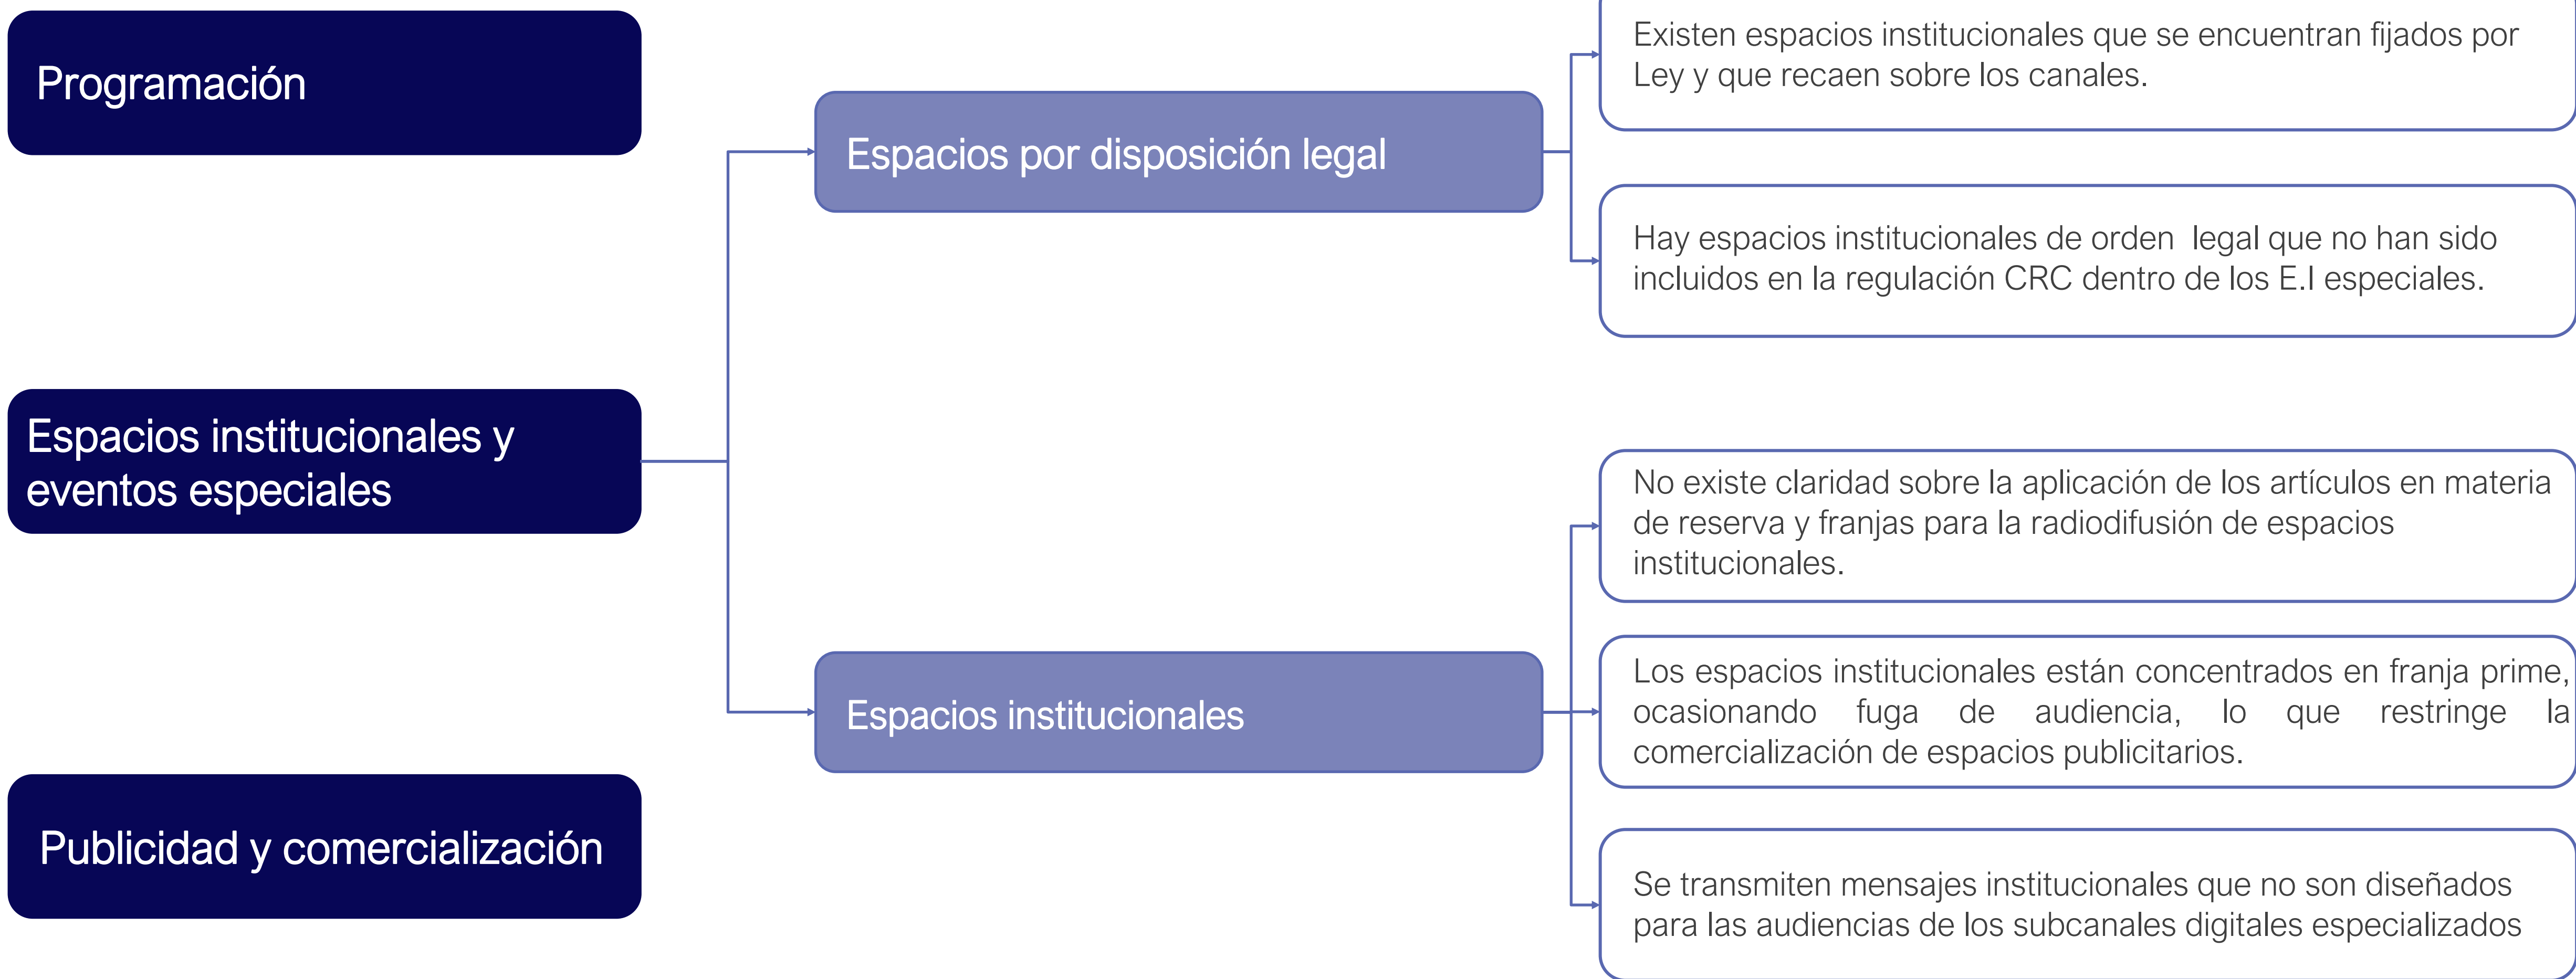 Programación
Espacios institucionales y
eventos especiales
Publicidad y comercialización
Espacios por disposición legal
Espacios institucionales
Existen espacios institucionales que se encuentran fijados por
Ley y que recaen sobre los canales.
Hay espacios institucionales de orden  legal que no han sido
incluidos en la regulación CRC dentro de los E.I especiales.
No existe claridad sobre la aplicación de los artículos en materia
de reserva y franjas para la radiodifusión de espacios
institucionales.
Los espacios institucionales están concentrados en franja prime,
ocasionando fuga de audiencia, lo que restringe la
comercialización de espacios publicitarios.
Se transmiten mensajes institucionales que no son diseñados
para las audiencias de los subcanales digitales especializados